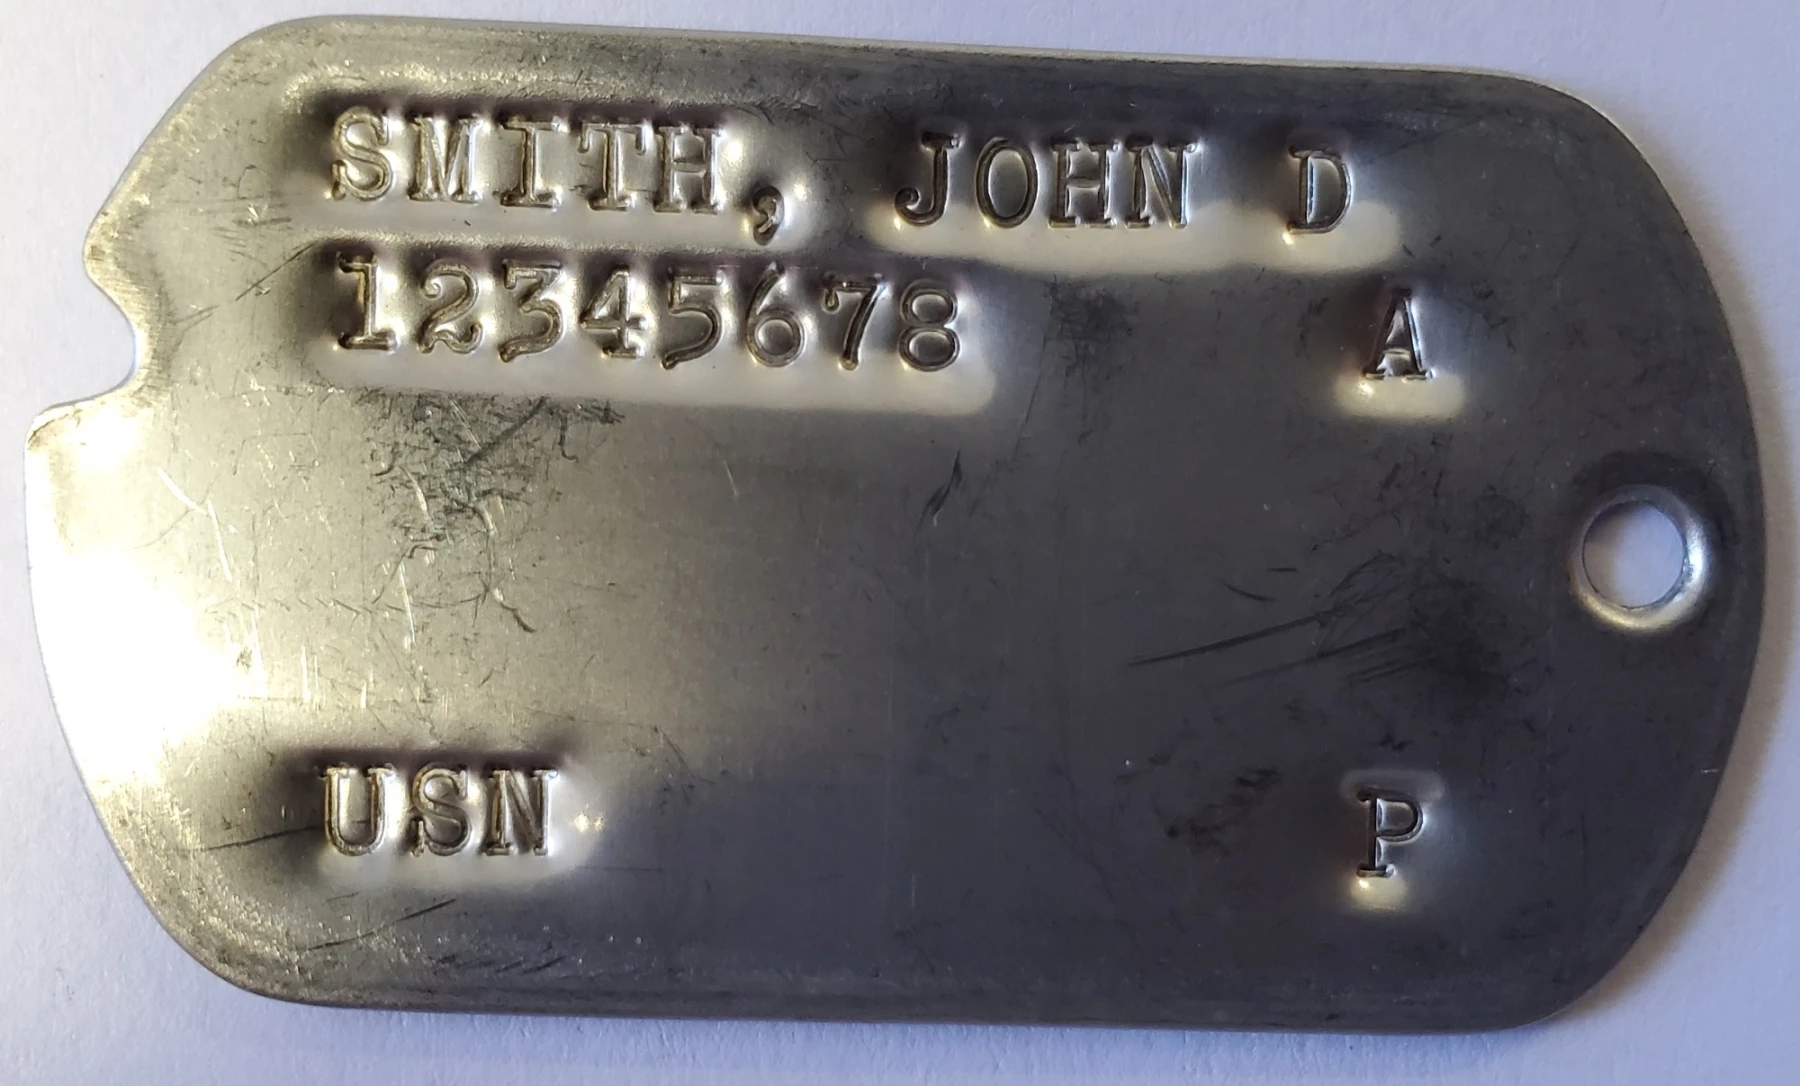 SMITH, JOHN D
12345678 A
USN P